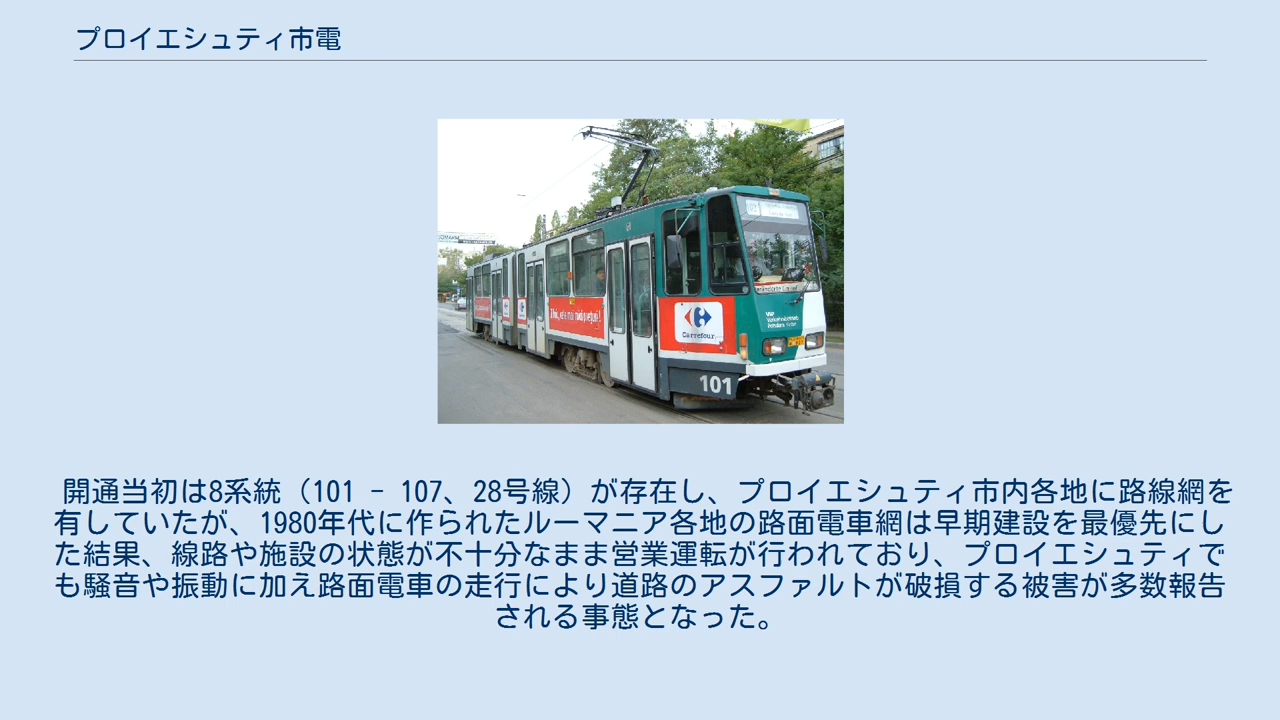 プロイエシュティ市電
Carrefour
101
開通当初は8系統（101 - 107、28号線）が存在し、プロイエシュティ市内各地に路線網を
有していたが、1980年代に作られたルーマニア各地の路面電車網は早期建設を最優先にし
た結果、線路や施設の状態が不十分なまま営業運転が行われており、プロイエシュティで
も騒音や振動に加え路面電車の走行により道路のアスファルトが破損する被害が多数報告
される事態となった。